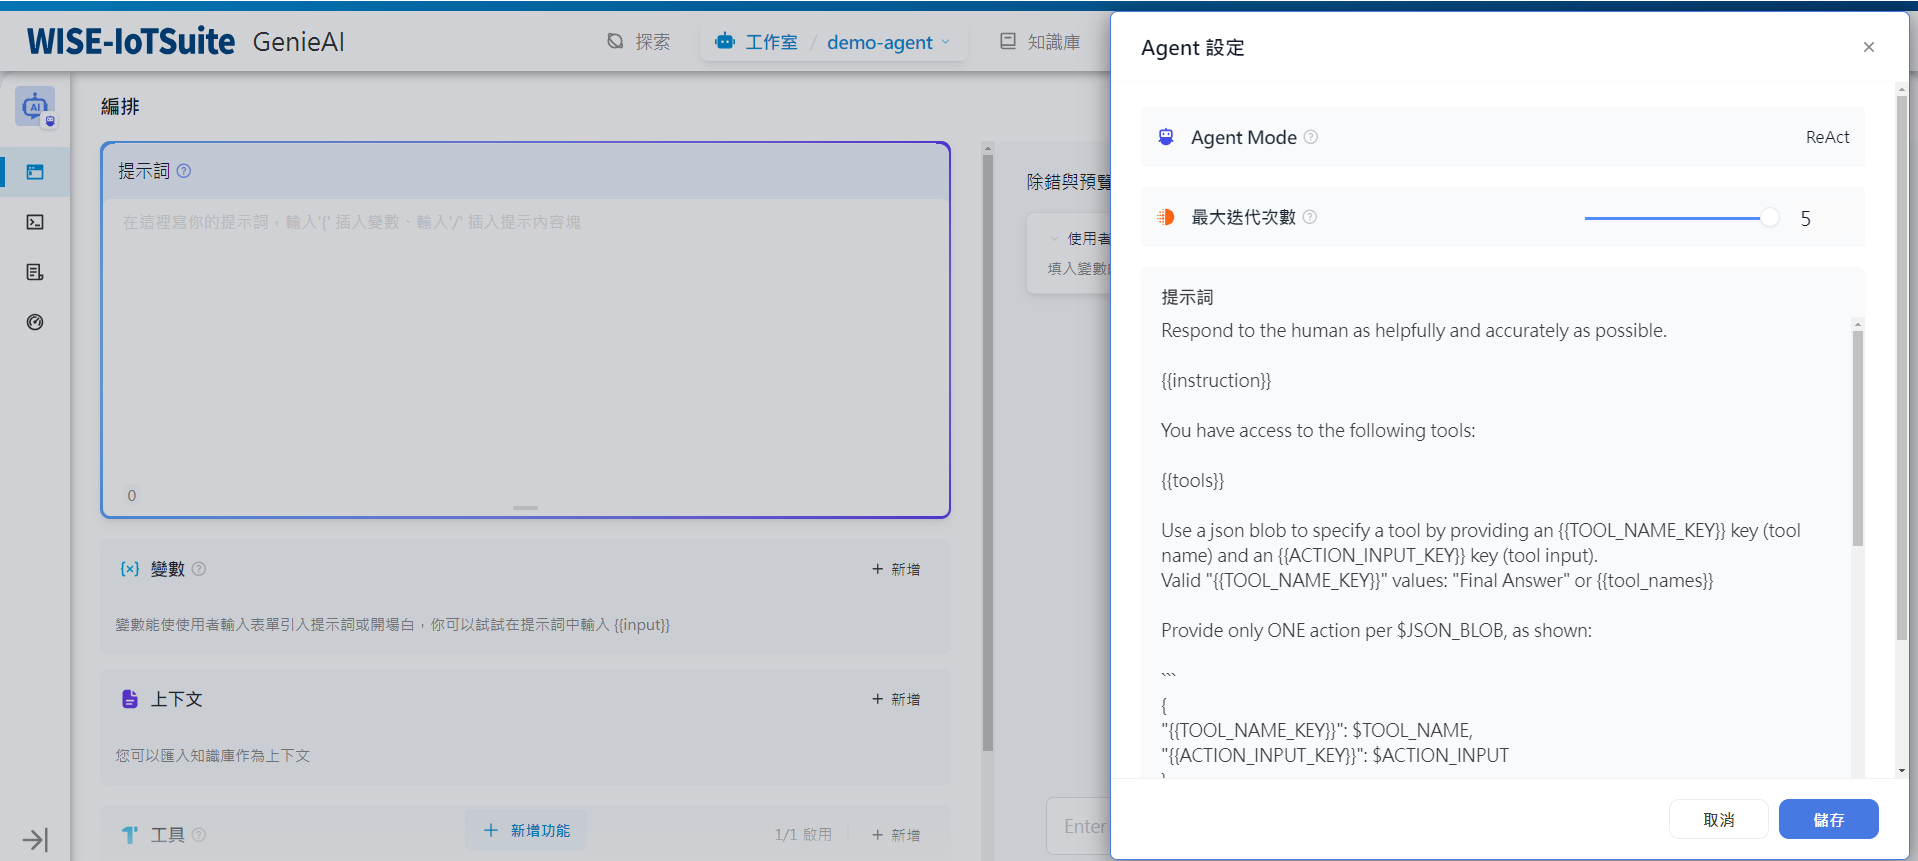 WISE-IoTSuite GenieAI
探索
工作室 / demo-agent
知識庫
AI
編排
提示詞
在這裡寫你的提示詞，輸入'{' 插入變數、輸入'/' 插入提示內容塊
0
變數
+ 新增
變數能使使用者輸入表單引入提示詞或開場白，你可以試試在提示詞中輸入 {{input}}
上下文
+ 新增
您可以匯入知識庫作為上下文
工具
+ 新增功能
1/1 啟用
+ 新增
除錯與預覽
使用者
填入變數
Enter
Agent 設定
Agent Mode
ReAct
最大迭代次數
5
提示詞
Respond to the human as helpfully and accurately as possible.
{{instruction}}
You have access to the following tools:
{{tools}}
Use a json blob to specify a tool by providing an {{TOOL_NAME_KEY}} key (tool
name) and an {{ACTION_INPUT_KEY}} key (tool input).
Valid "{{TOOL_NAME_KEY}}" values: "Final Answer" or {{tool_names}}
Provide only ONE action per $JSON_BLOB, as shown:
```
{
"{{TOOL_NAME_KEY}}": $TOOL_NAME,
"{{ACTION_INPUT_KEY}}": $ACTION_INPUT
取消
儲存